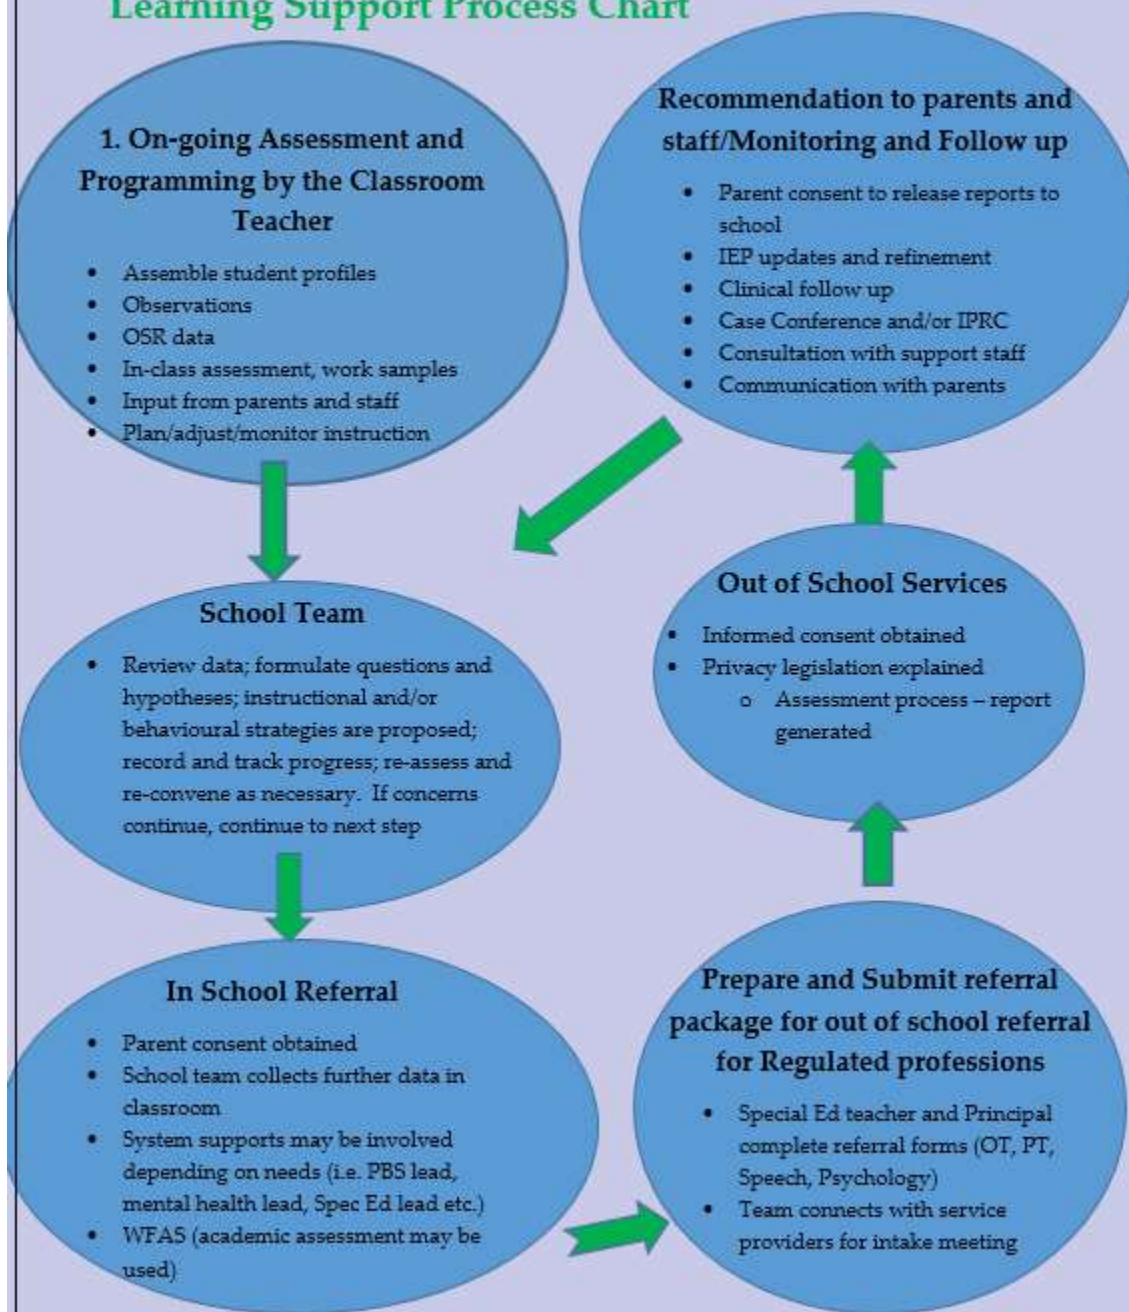 Learning Support Process Chart
1. On-going Assessment and
Programming by the Classroom
Teacher
• Assemble student profiles
• Observations
• OSR data
• In-class assessment, work samples
• Input from parents and staff
• Plan/adjust/monitor instruction
School Team
• Review data; formulate questions and
hypotheses; instructional and/or
behavioural strategies are proposed;
record and track progress; re-assess and
re-convene as necessary.  If concerns
continue, continue to next step
In School Referral
• Parent consent obtained
• School team collects further data in
classroom
• System supports may be involved
depending on needs (i.e. PBS lead,
mental health lead, Spec Ed lead etc.)
• WFAS (academic assessment may be
used)
Prepare and Submit referral
package for out of school referral
for Regulated professions
• Special Ed teacher and Principal
complete referral forms (OT, PT,
Speech, Psychology)
• Team connects with service
providers for intake meeting
Out of School Services
• Informed consent obtained
• Privacy legislation explained
o Assessment process – report
generated
Recommendation to parents and
staff/Monitoring and Follow up
• Parent consent to release reports to
school
• IEP updates and refinement
• Clinical follow up
• Case Conference and/or IPRC
• Consultation with support staff
• Communication with parents